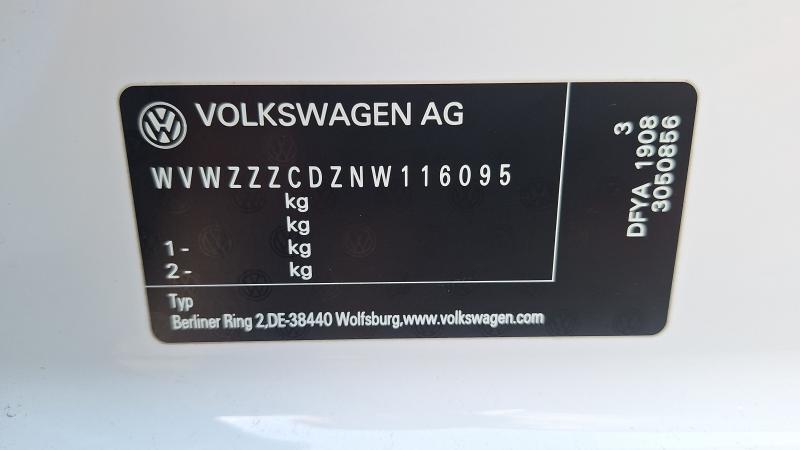 VOLKSWAGEN AG
WVWZZZCDZNW116095
kg
kg
1- kg
2- kg
Typ
Berliner Ring 2,DE-38440 Wolfsburg,www.volkswagen.com
3
DFYA 1908
3050856